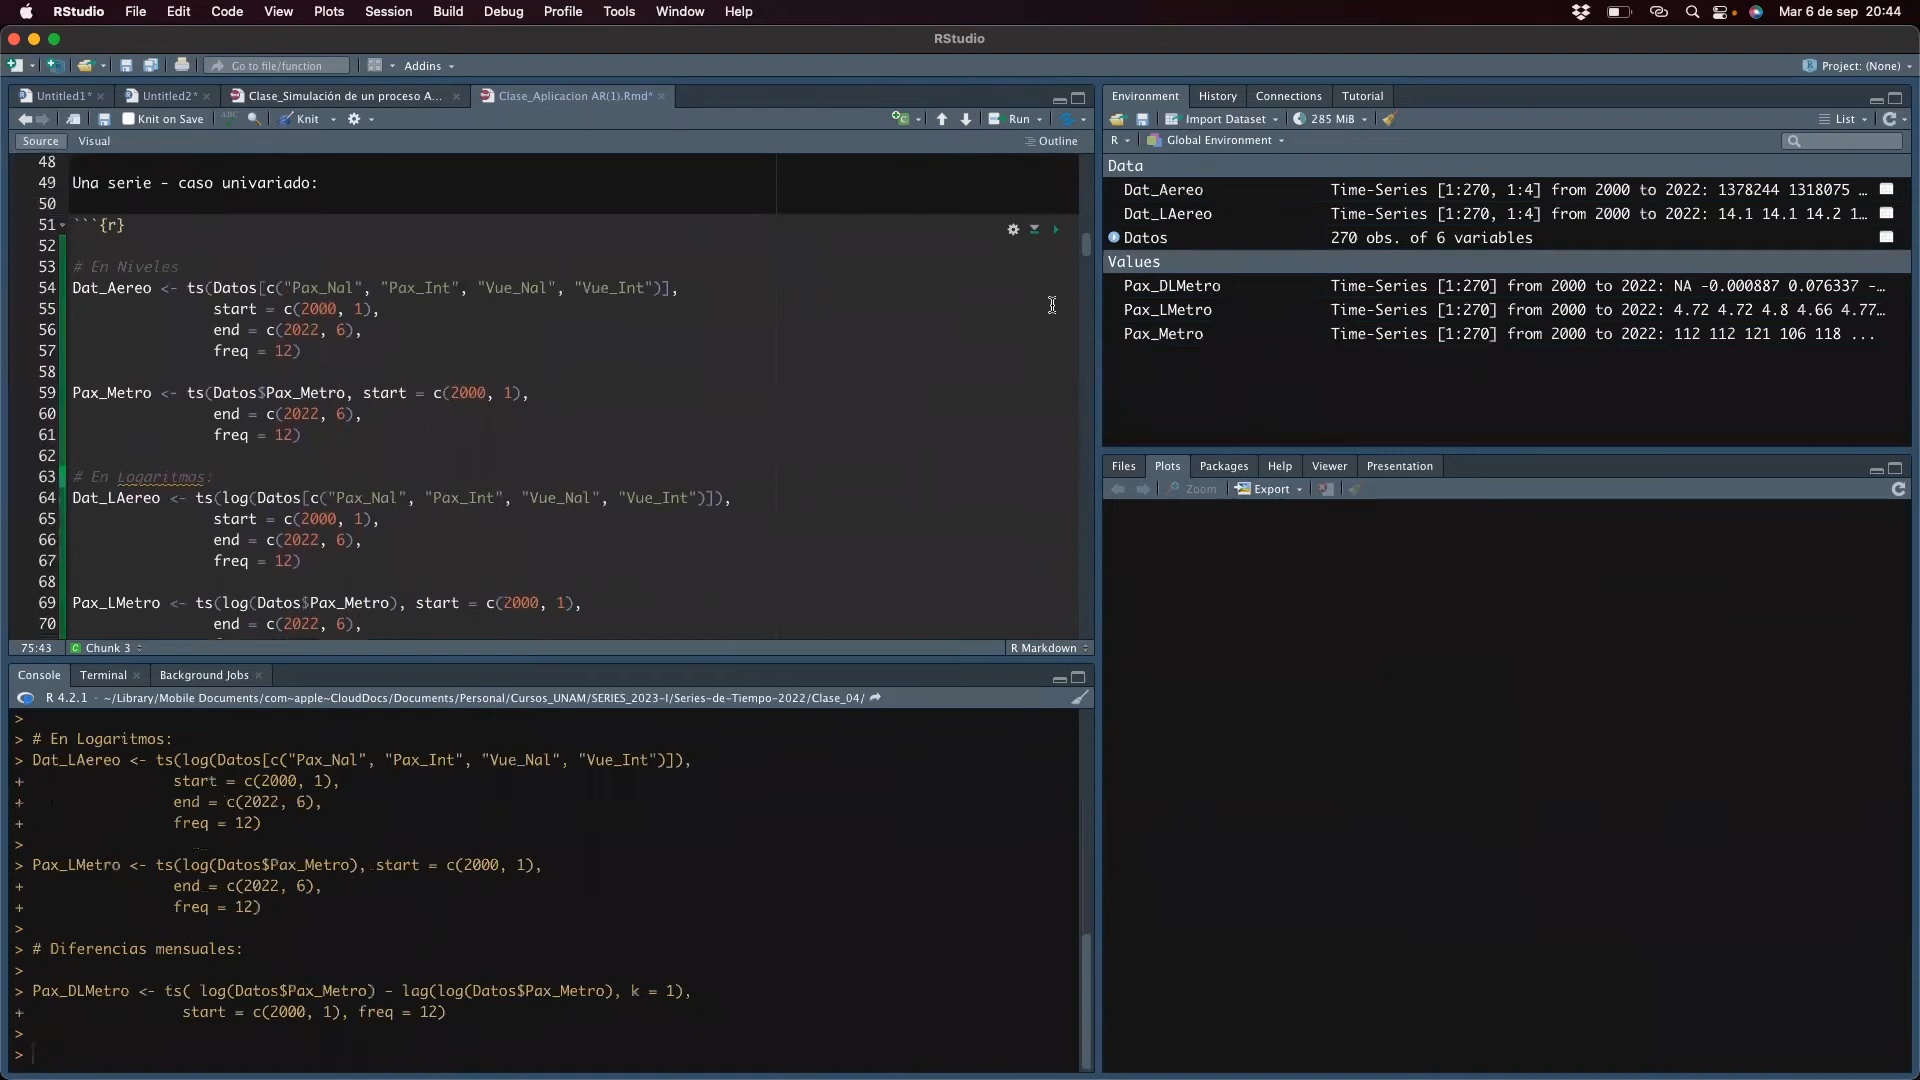 RStudio File Edit Code View Plots Session Build Debug Profile Tools Window Help Mar 6 de sep 20:44
RStudio
Go to file/function Addins Project: (None)
Untitled1* Untitled2* Clase_Simulación de un proceso A... Clase_Aplicacion AR(1).Rmd*
Knit on Save ABC Knit Run
Source Visual Outline
48
49 Una serie - caso univariado:
50
51 ```{r}
52
53 # En Niveles
54 Dat_Aereo <- ts(Datos[c("Pax_Nal", "Pax_Int", "Vue_Nal", "Vue_Int")],
55 start = c(2000, 1),
56 end = c(2022, 6),
57 freq = 12)
58
59 Pax_Metro <- ts(Datos$Pax_Metro, start = c(2000, 1),
60 end = c(2022, 6),
61 freq = 12)
62
63 # En Logaritmos:
64 Dat_LAereo <- ts(log(Datos[c("Pax_Nal", "Pax_Int", "Vue_Nal", "Vue_Int")]),
65 start = c(2000, 1),
66 end = c(2022, 6),
67 freq = 12)
68
69 Pax_LMetro <- ts(log(Datos$Pax_Metro), start = c(2000, 1),
70 end = c(2022, 6),
75:43 C Chunk 3 R Markdown
Console Terminal Background Jobs
R 4.2.1 · ~/Library/Mobile Documents/com~apple~CloudDocs/Documents/Personal/Cursos_UNAM/SERIES_2023-I/Series-de-Tiempo-2022/Clase_04/
>
> # En Logaritmos:
> Dat_LAereo <- ts(log(Datos[c("Pax_Nal", "Pax_Int", "Vue_Nal", "Vue_Int")]),
+ start = c(2000, 1),
+ end = c(2022, 6),
+ freq = 12)
>
> Pax_LMetro <- ts(log(Datos$Pax_Metro), start = c(2000, 1),
+ end = c(2022, 6),
+ freq = 12)
>
> # Diferencias mensuales:
>
> Pax_DLMetro <- ts( log(Datos$Pax_Metro) - lag(log(Datos$Pax_Metro), k = 1),
+ start = c(2000, 1), freq = 12)
>
>
Environment History Connections Tutorial
Import Dataset 285 MiB List
R Global Environment
Data
Dat_Aereo Time-Series [1:270, 1:4] from 2000 to 2022: 1378244 1318075 …
Dat_LAereo Time-Series [1:270, 1:4] from 2000 to 2022: 14.1 14.1 14.2 1…
Datos 270 obs. of 6 variables
Values
Pax_DLMetro Time-Series [1:270] from 2000 to 2022: NA -0.000887 0.076337 -…
Pax_LMetro Time-Series [1:270] from 2000 to 2022: 4.72 4.72 4.8 4.66 4.77…
Pax_Metro Time-Series [1:270] from 2000 to 2022: 112 112 121 106 118 ...
Files Plots Packages Help Viewer Presentation
Zoom Export